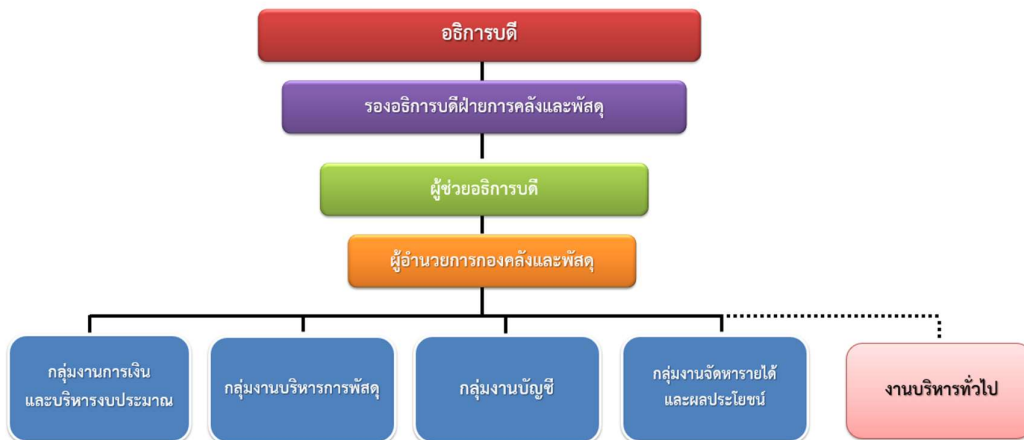 อธิการบดี
รองอธิการบดีฝ่ายการคลังและพัสดุ
ผู้ช่วยอธิการบดี
ผู้อำนวยการกองคลังและพัสดุ
กลุ่มงานการเงิน
และบริหารงบประมาณ
กลุ่มงานบริหารการพัสดุ
กลุ่มงานบัญชี
กลุ่มงานจัดหารายได้
และผลประโยชน์
งานบริหารทั่วไป